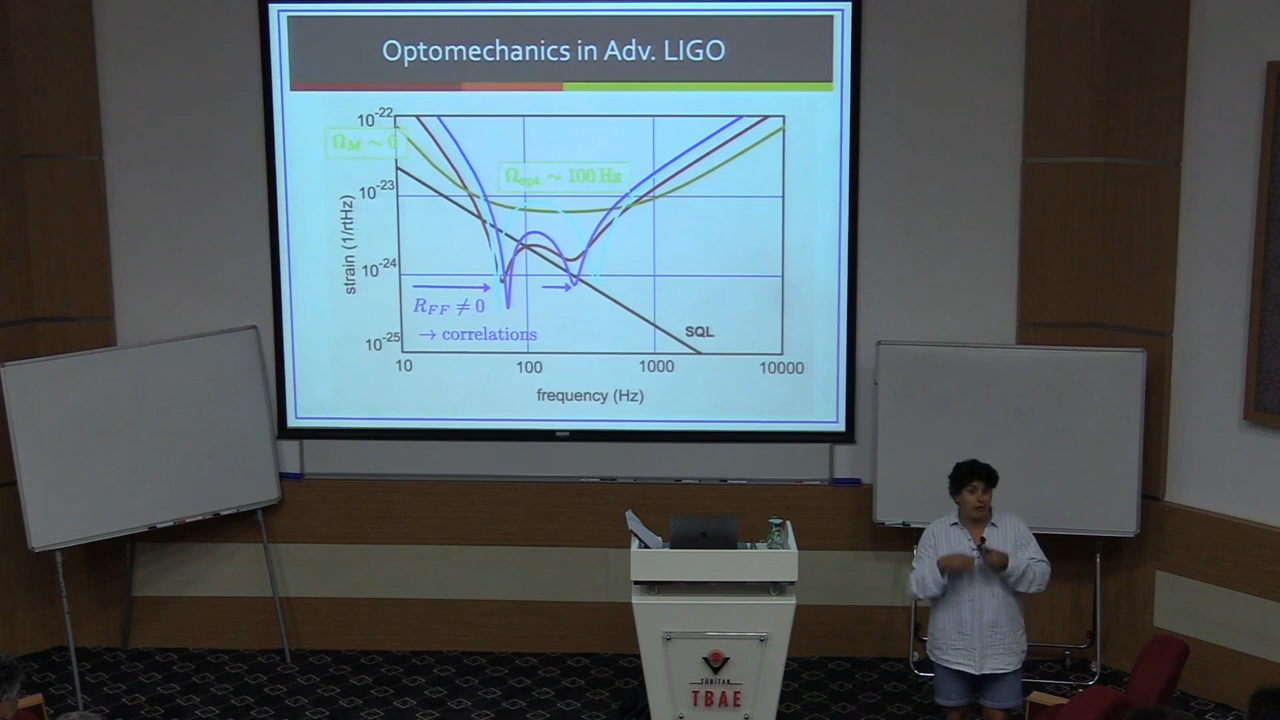 Optomechanics in Adv. LIGO
10⁻²²
10⁻²³
10⁻²⁴
10⁻²⁵
strain (1/rtHz)
Ω_M ∼ 0
Ω_opt ∼ 100 Hz
R_FF ≠ 0
→ correlations
SQL
10
100
1000
10000
frequency (Hz)
TÜBİTAK
TBAE